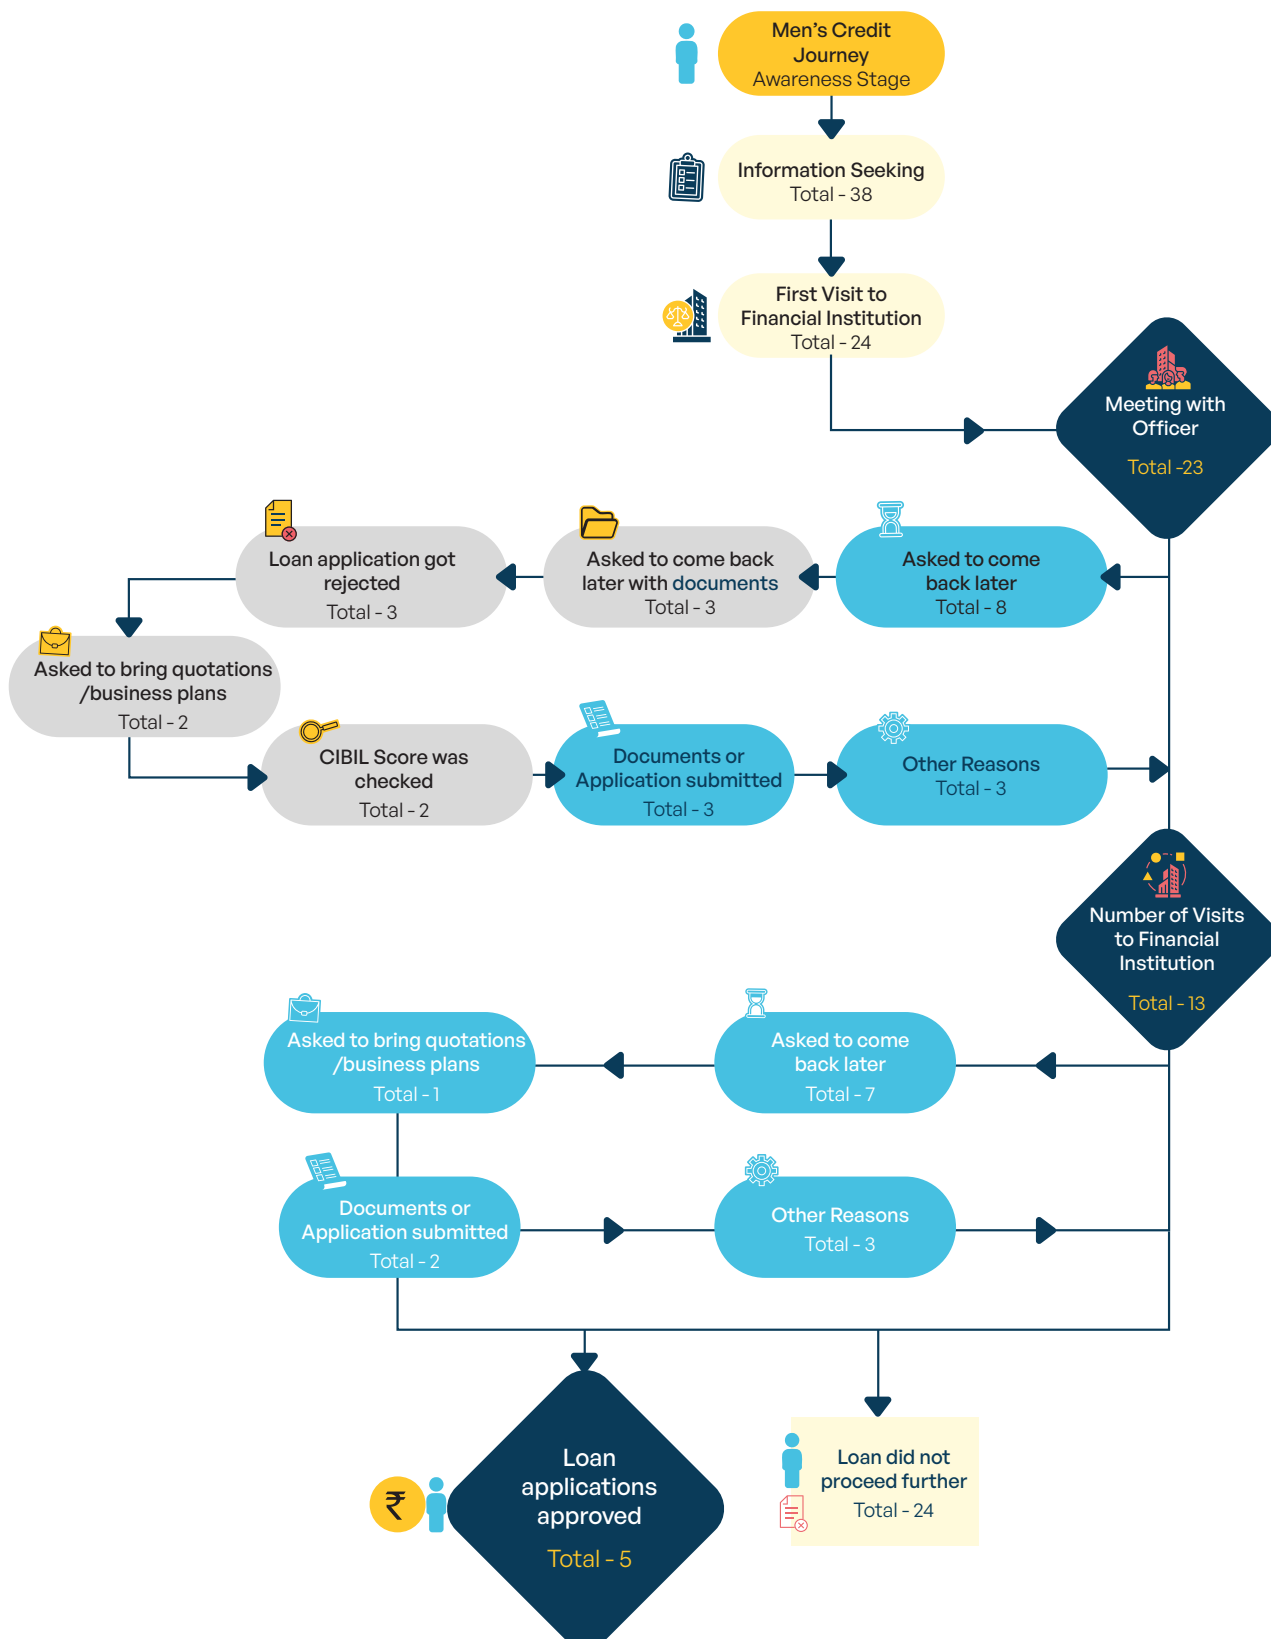 Men's Credit
Journey
Awareness Stage
Information Seeking
Total - 38
First Visit to
Financial Institution
Total - 24
Meeting with
Officer
Total -23
Asked to come
back later
Total - 8
Asked to come back
later with documents
Total - 3
Loan application got
rejected
Total - 3
Asked to bring quotations
/business plans
Total - 2
CIBIL Score was
checked
Total - 2
Documents or
Application submitted
Total - 3
Other Reasons
Total - 3
Number of Visits
to Financial
Institution
Total - 13
Asked to come
back later
Total - 7
Asked to bring quotations
/business plans
Total - 1
Documents or
Application submitted
Total - 2
Other Reasons
Total - 3
Loan
applications
approved
Total - 5
₹
Loan did not
proceed further
Total - 24